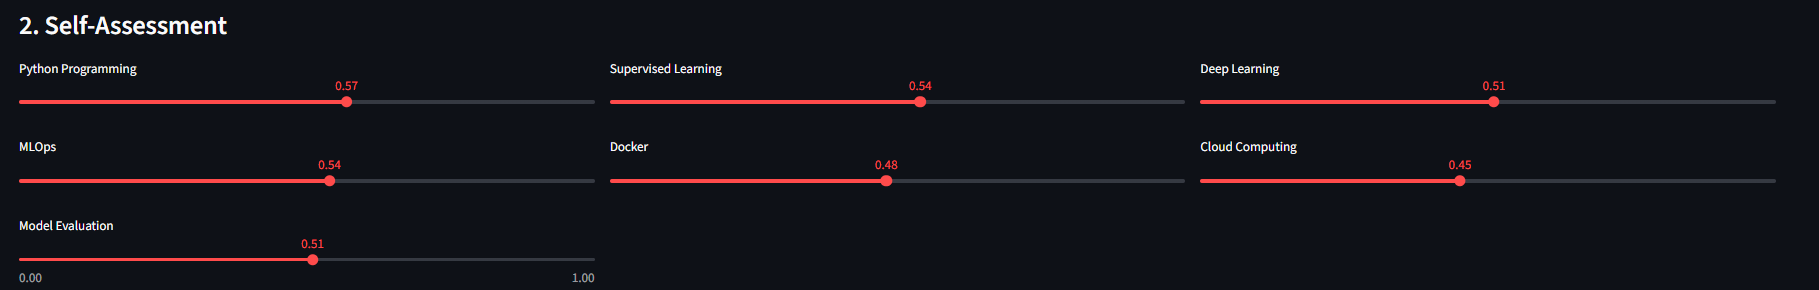 2. Self-Assessment
Python Programming
0.57
Supervised Learning
0.54
Deep Learning
0.51
MLOps
0.54
Docker
0.48
Cloud Computing
0.45
Model Evaluation
0.51
0.00 1.00